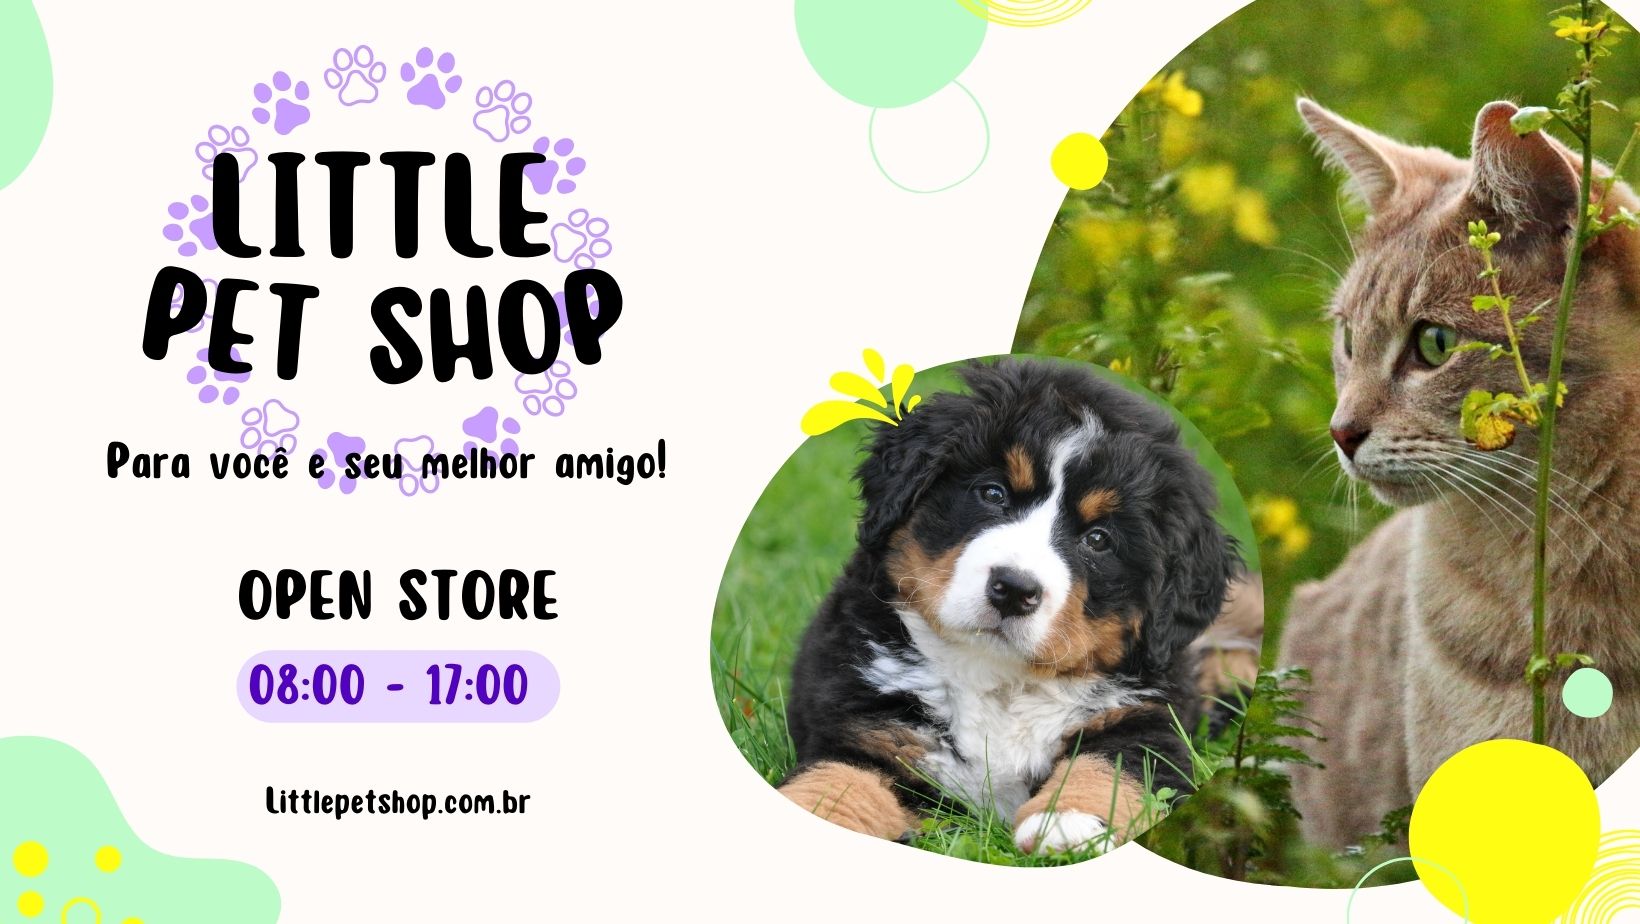 LITTLE
PET SHOP
Para você e seu melhor amigo!
OPEN STORE
08:00 - 17:00
Littlepetshop.com.br